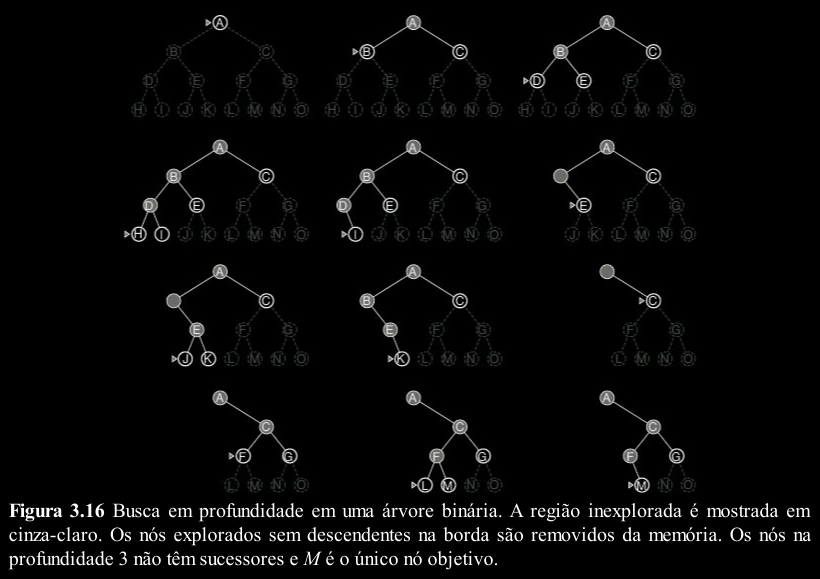 A A A
B C B C B C
D E F G D E F G D E F G
H I J K L M N O H I J K L M N O H I J K L M N O
A A A
B C B C C
D E F G D E F G E F G
H I J K L M N O I J K L M N O J K L M N O
A A
C B C C
E F G E F G F G
J K L M N O K L M N O L M N O
A A A
C C C
F G F G F G
L M N O L M N O M N O
Figura 3.16 Busca em profundidade em uma árvore binária. A região inexplorada é mostrada em
cinza-claro. Os nós explorados sem descendentes na borda são removidos da memória. Os nós na
profundidade 3 não têm sucessores e M é o único nó objetivo.